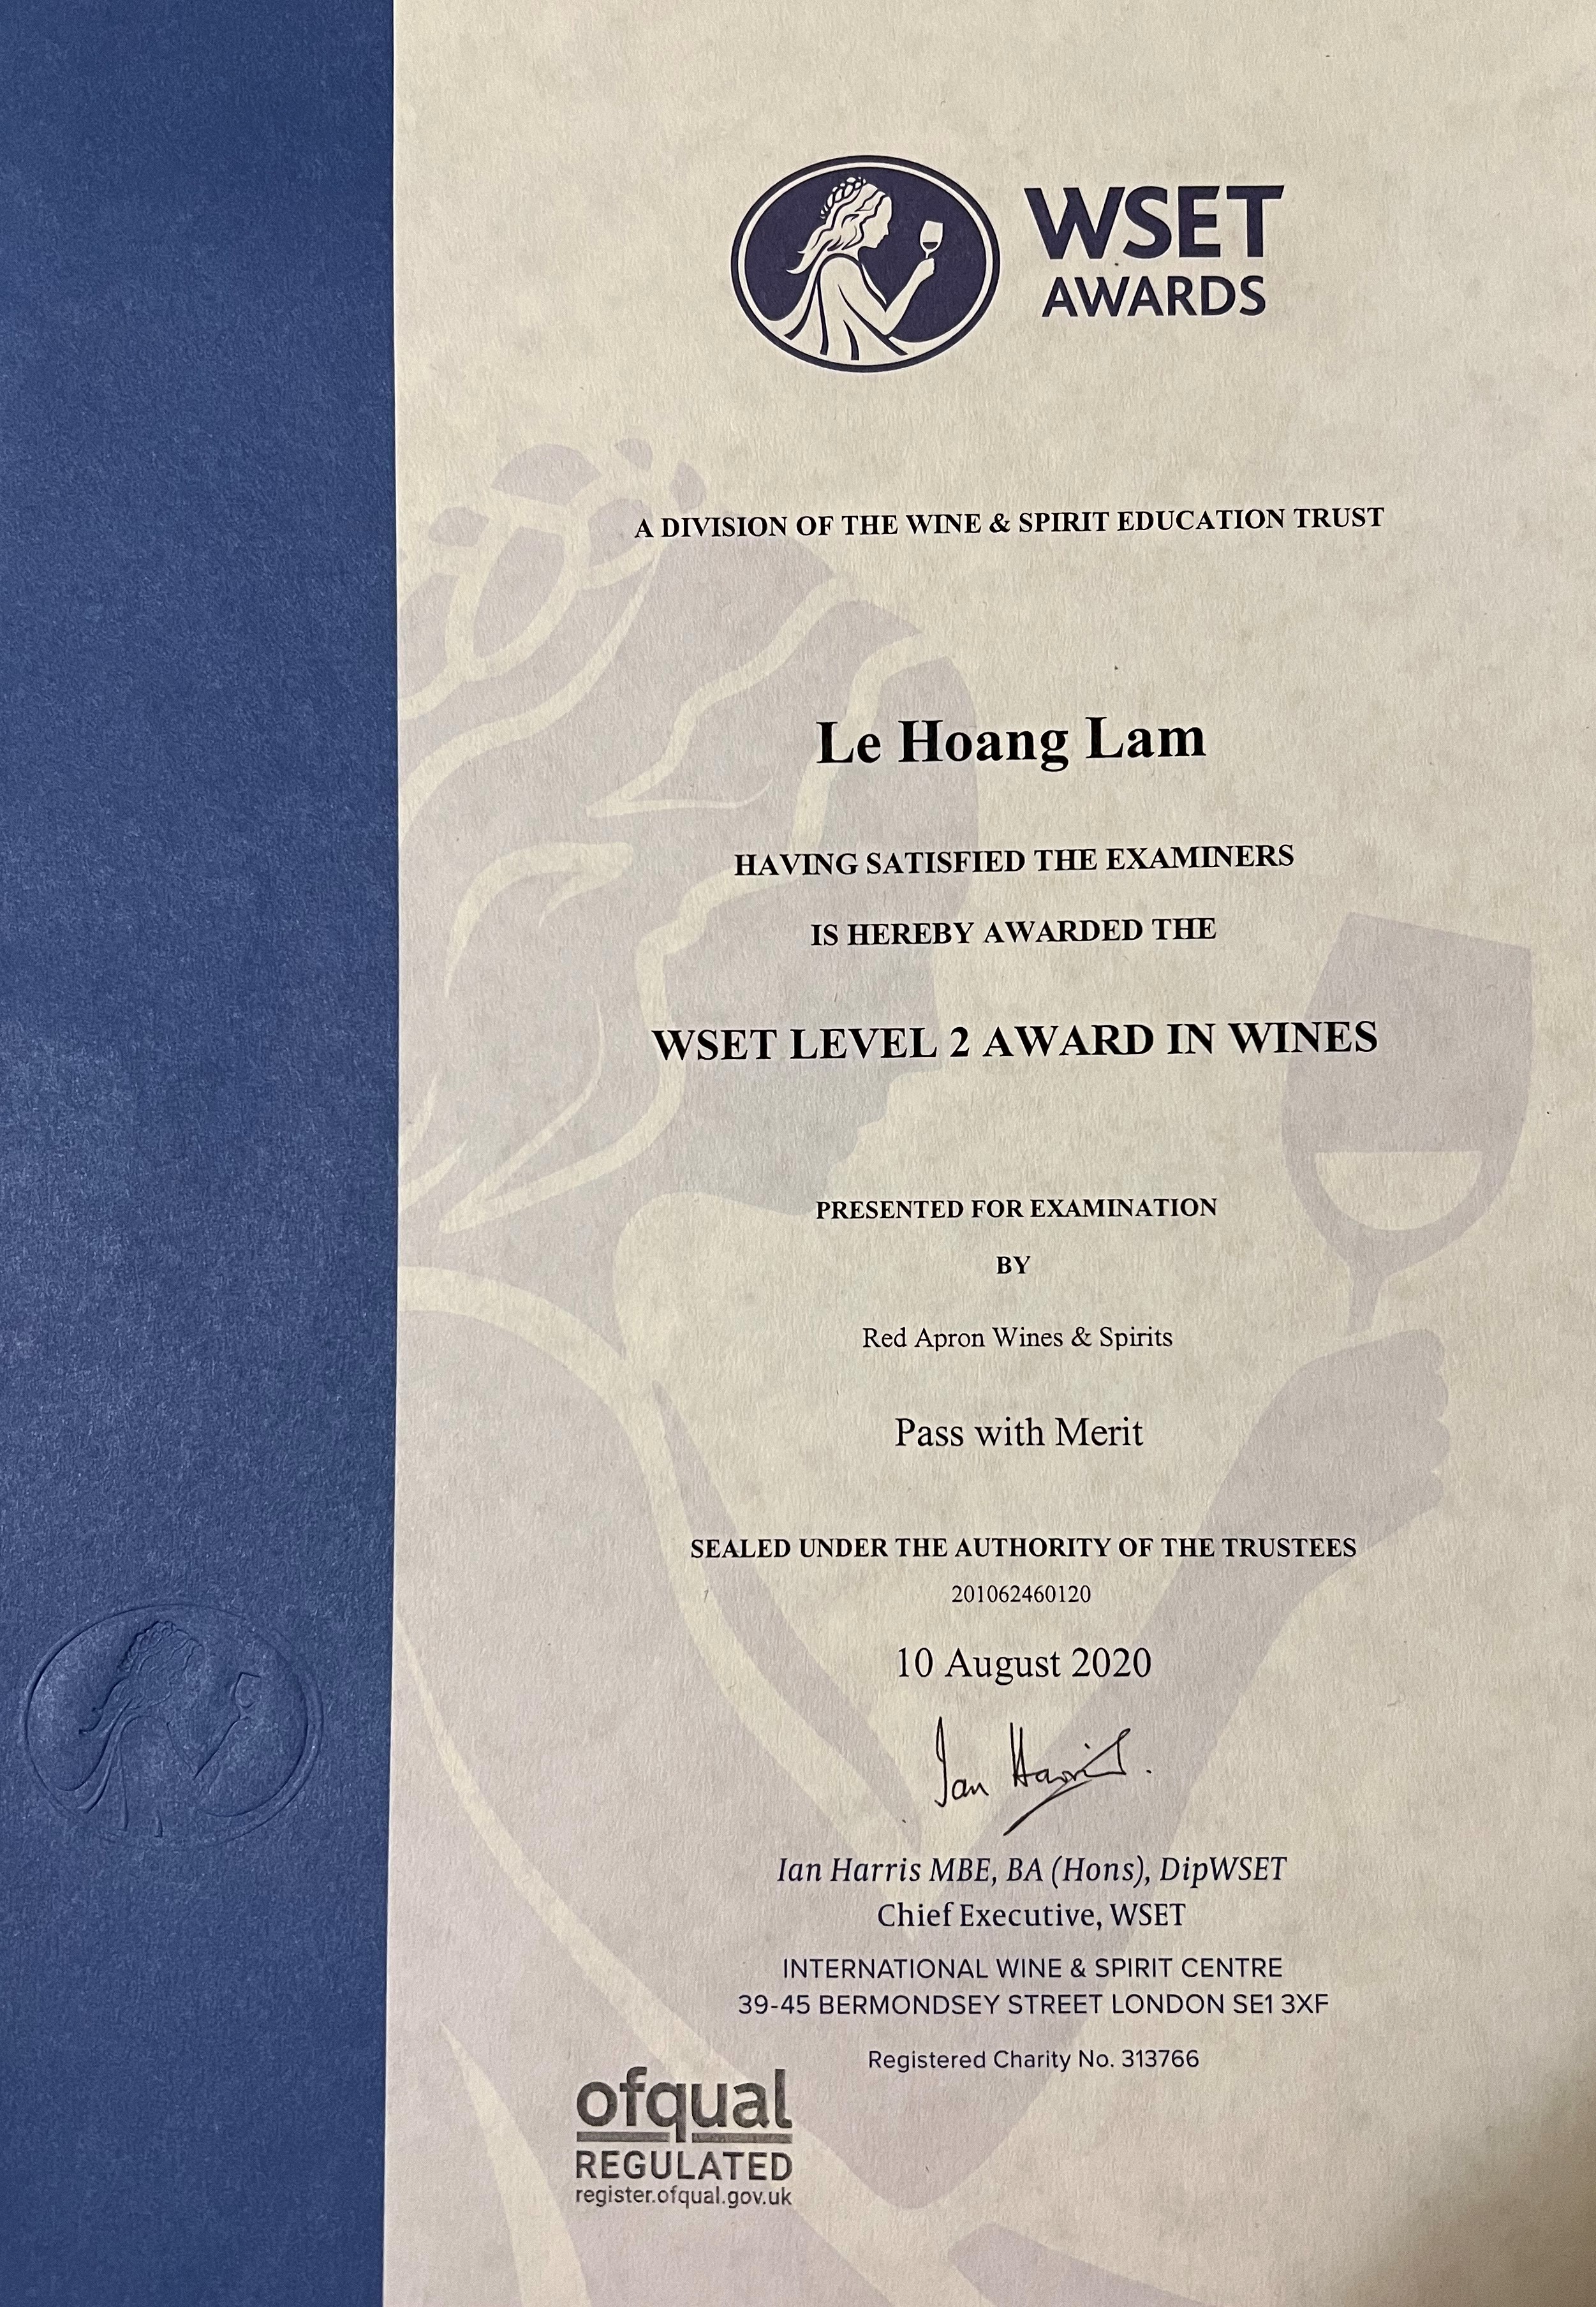 WSET
AWARDS
A DIVISION OF THE WINE & SPIRIT EDUCATION TRUST
Le Hoang Lam
HAVING SATISFIED THE EXAMINERS
IS HEREBY AWARDED THE
WSET LEVEL 2 AWARD IN WINES
PRESENTED FOR EXAMINATION
BY
Red Apron Wines & Spirits
Pass with Merit
SEALED UNDER THE AUTHORITY OF THE TRUSTEES
201062460120
10 August 2020
Ian Harris.
Ian Harris MBE, BA (Hons), DipWSET
Chief Executive, WSET
INTERNATIONAL WINE & SPIRIT CENTRE
39-45 BERMONDSEY STREET LONDON SE1 3XF
Registered Charity No. 313766
ofqual
REGULATED
register.ofqual.gov.uk